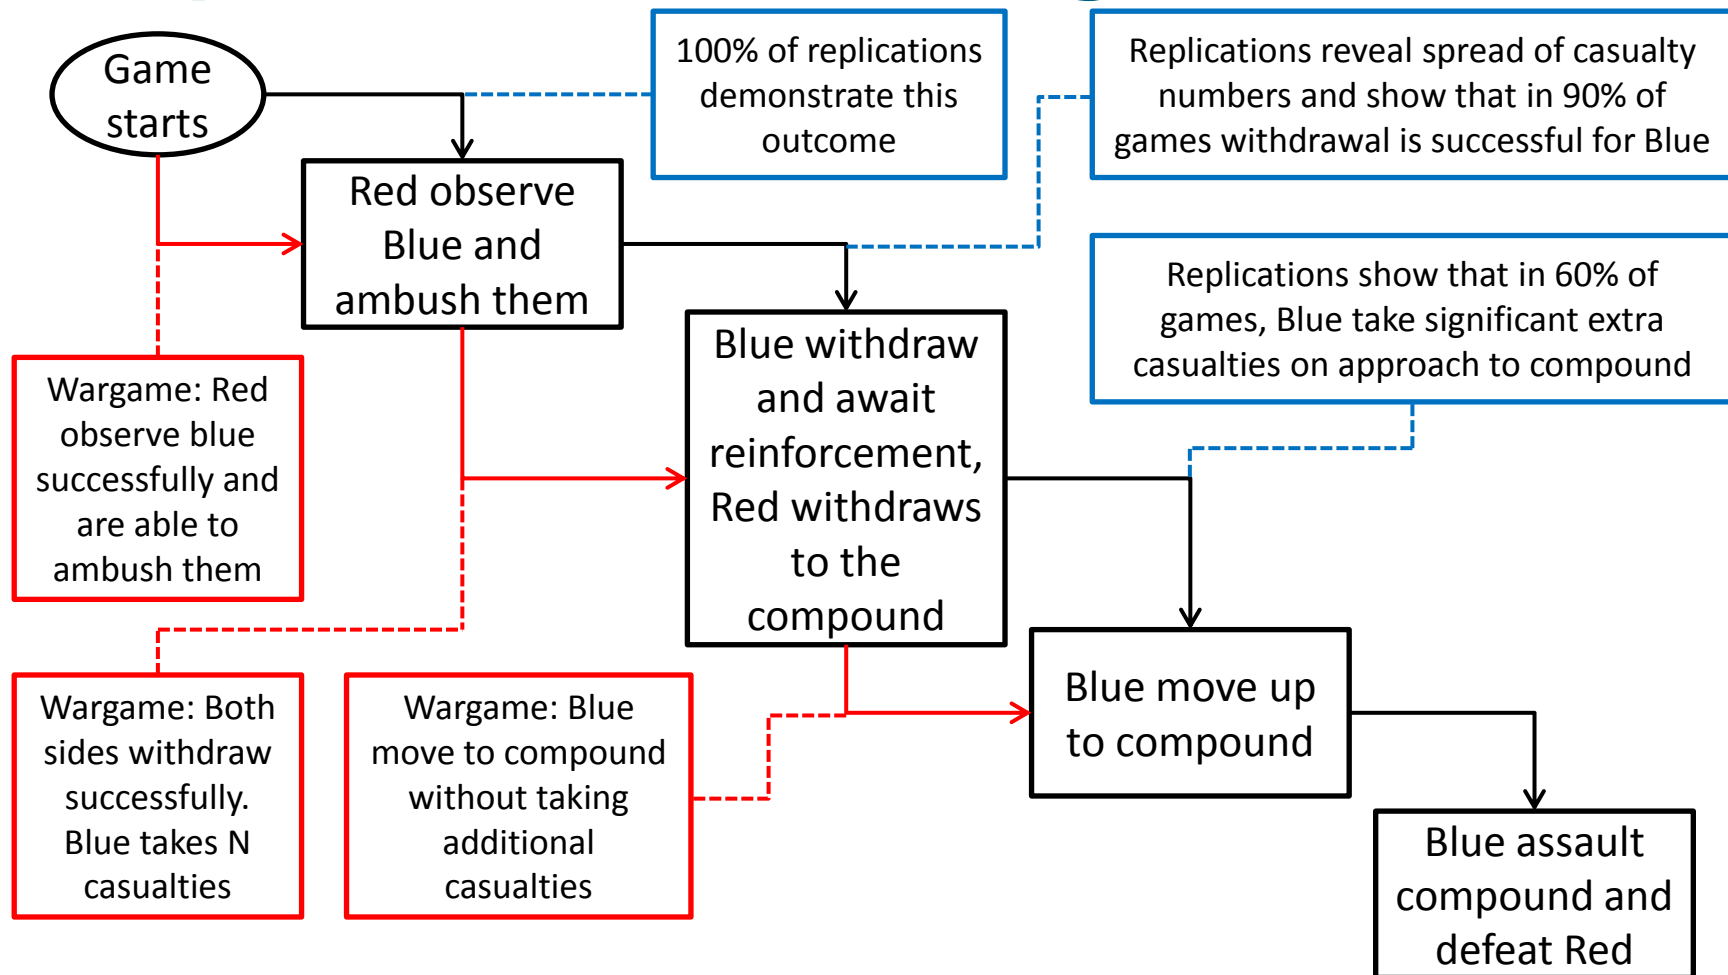 Game
starts
100% of replications
demonstrate this
outcome
Replications reveal spread of casualty
numbers and show that in 90% of
games withdrawal is successful for Blue
Red observe
Blue and
ambush them
Replications show that in 60% of
games, Blue take significant extra
casualties on approach to compound
Wargame: Red
observe blue
successfully and
are able to
ambush them
Blue withdraw
and await
reinforcement,
Red withdraws
to the
compound
Wargame: Both
sides withdraw
successfully.
Blue takes N
casualties
Wargame: Blue
move to compound
without taking
additional
casualties
Blue move up
to compound
Blue assault
compound and
defeat Red